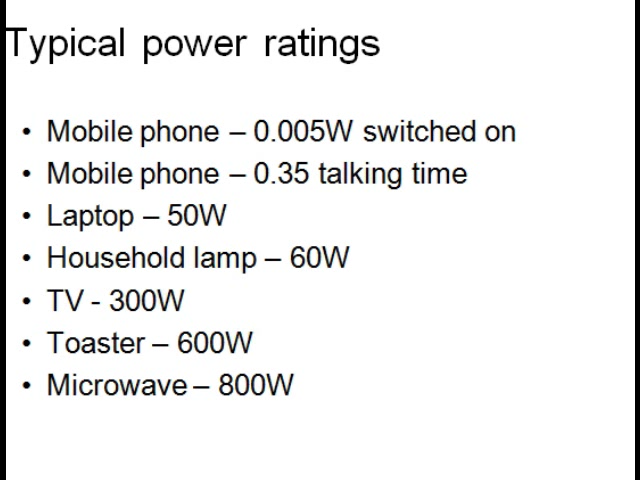 Typical power ratings
• Mobile phone – 0.005W switched on
• Mobile phone – 0.35 talking time
• Laptop – 50W
• Household lamp – 60W
• TV - 300W
• Toaster – 600W
• Microwave – 800W